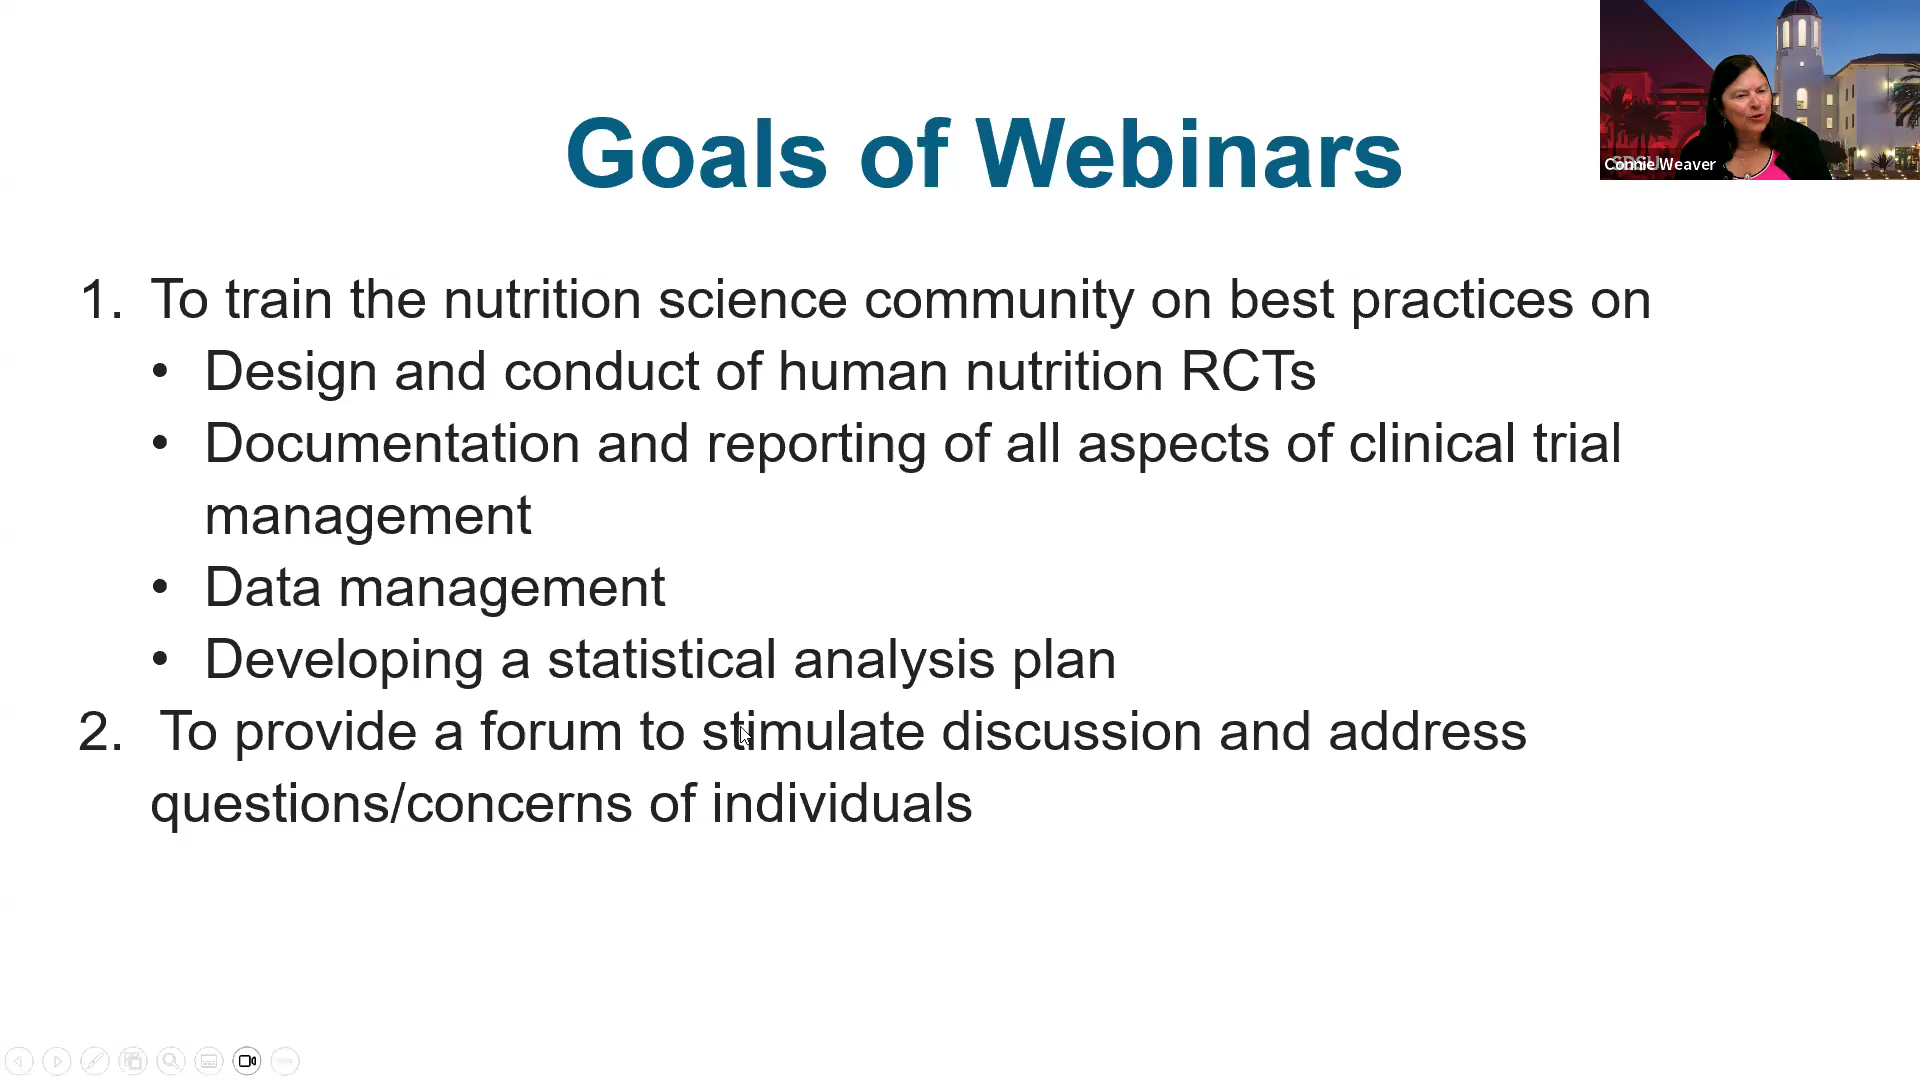 Goals of Webinars
Connie Weaver
1. To train the nutrition science community on best practices on
• Design and conduct of human nutrition RCTs
• Documentation and reporting of all aspects of clinical trial
management
• Data management
• Developing a statistical analysis plan
2. To provide a forum to stimulate discussion and address
questions/concerns of individuals